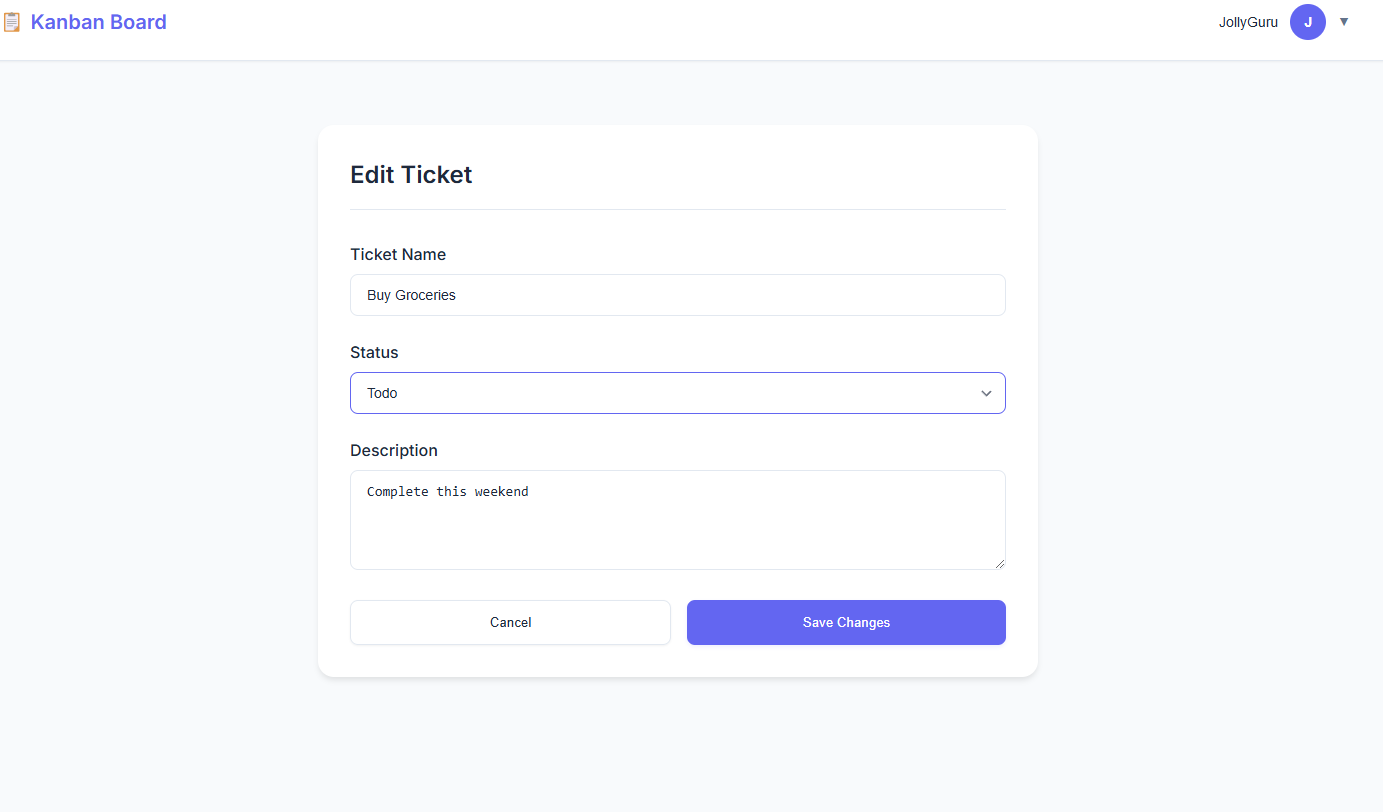 📋 Kanban Board
JollyGuru J ▼
Edit Ticket
Ticket Name
Buy Groceries
Status
Todo
Description
Complete this weekend
Cancel
Save Changes